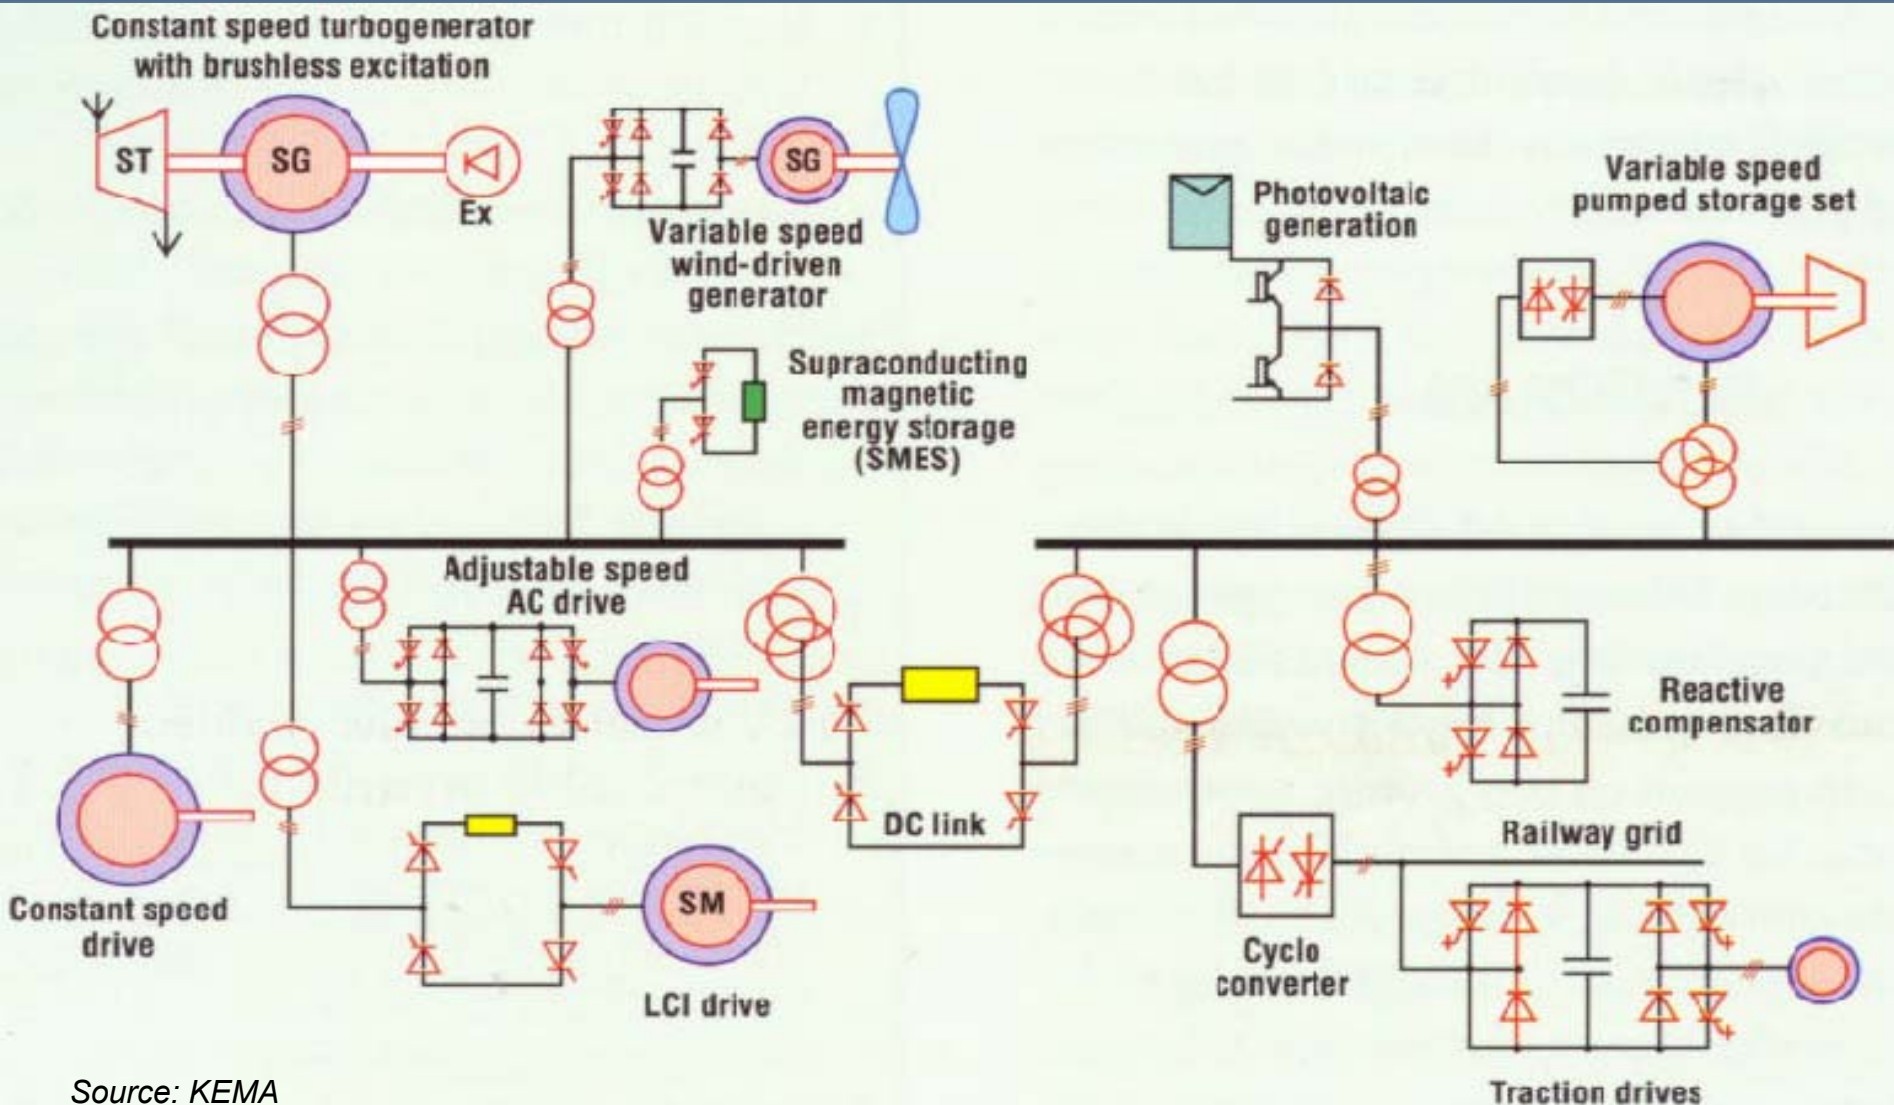 Constant speed turbogenerator
with brushless excitation
ST
SG
Ex
SG
Variable speed
wind-driven
generator
Supraconducting
magnetic
energy storage
(SMES)
Photovoltaic
generation
Variable speed
pumped storage set
Adjustable speed
AC drive
DC link
Reactive
compensator
Constant speed
drive
SM
LCI drive
Railway grid
Cyclo
converter
Traction drives
Source: KEMA